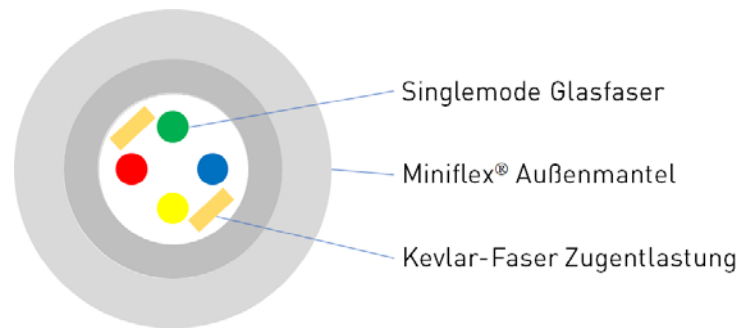 Singlemode Glasfaser
Miniflex® Außenmantel
Kevlar-Faser Zugentlastung